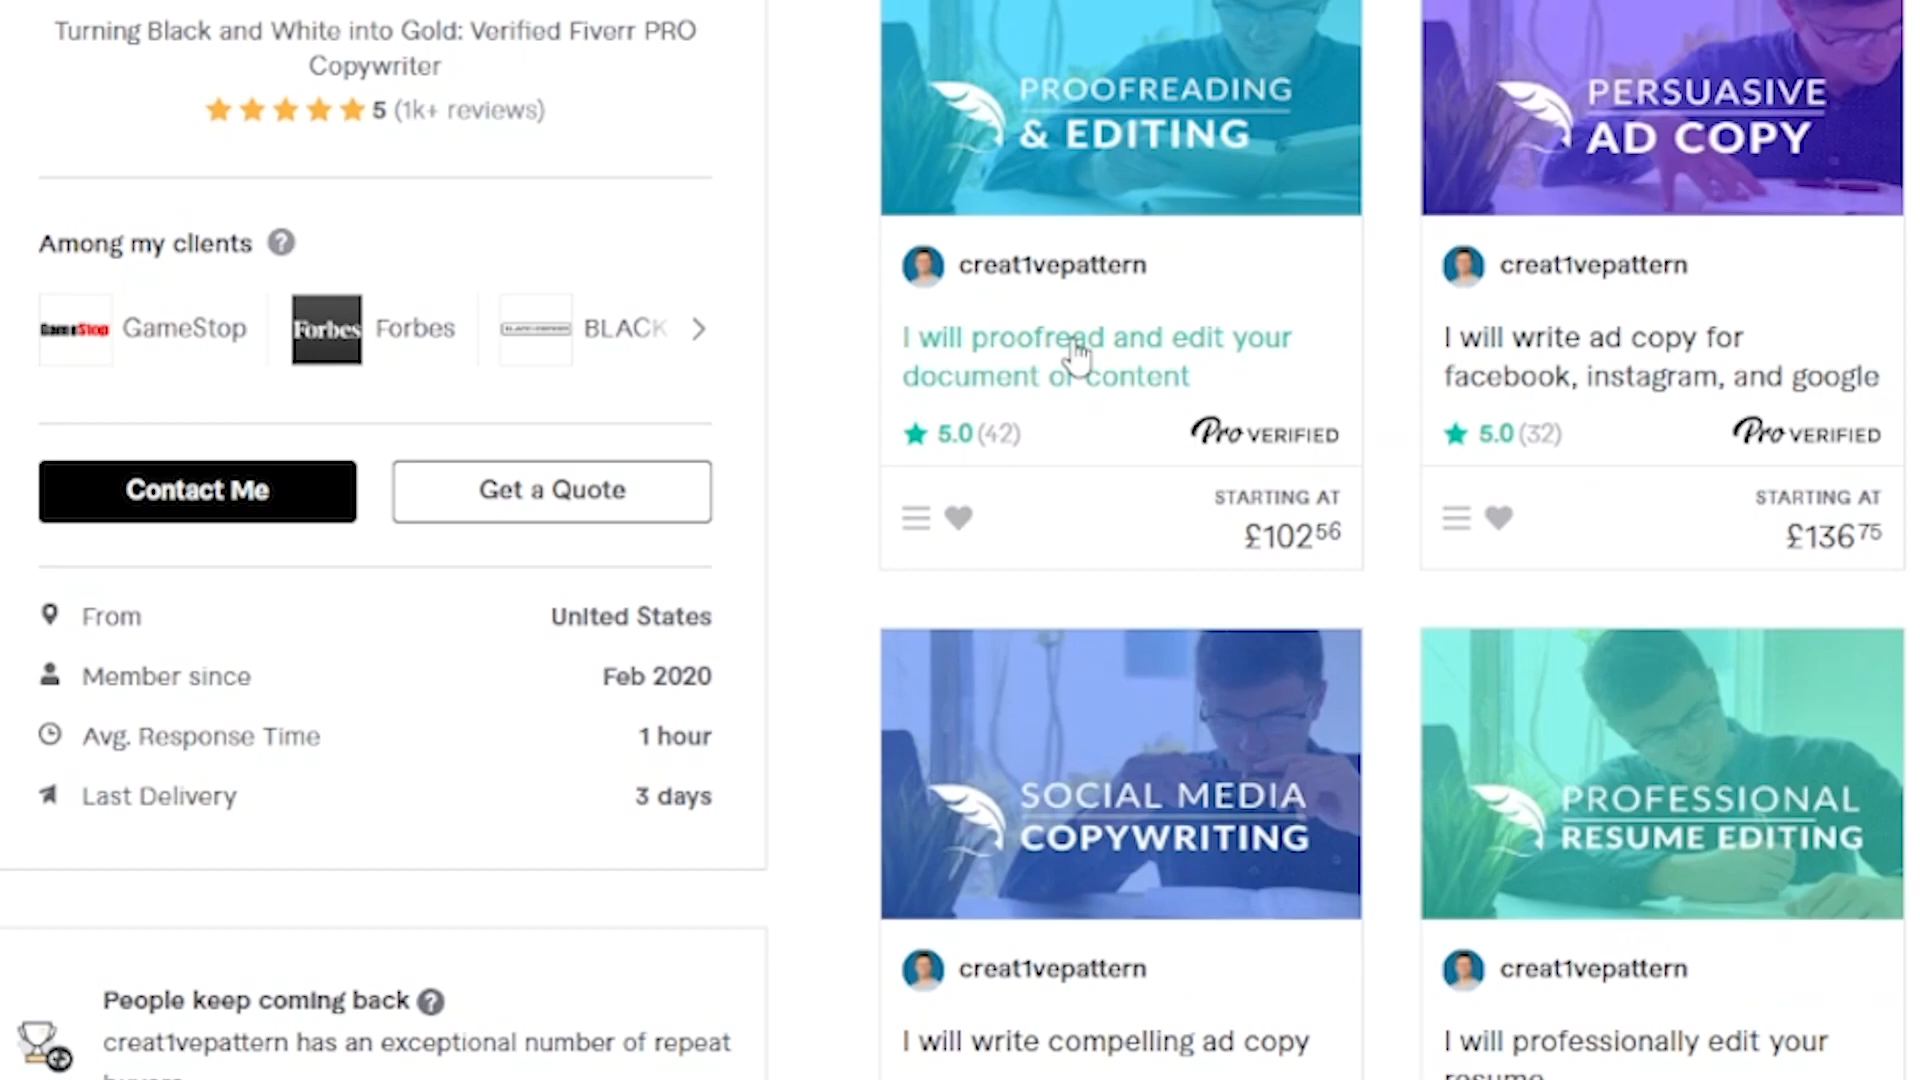 Turning Black and White into Gold: Verified Fiverr PRO
Copywriter
5 (1k+ reviews)
Among my clients
GameStop GameStop
Forbes Forbes
BLACK
Contact Me
Get a Quote
From United States
Member since Feb 2020
Avg. Response Time 1 hour
Last Delivery 3 days
People keep coming back
creat1vepattern has an exceptional number of repeat
PROOFREADING
& EDITING
creat1vepattern
I will proofread and edit your
document or content
5.0 (42)
Pro VERIFIED
STARTING AT
£102 56
PERSUASIVE
AD COPY
creat1vepattern
I will write ad copy for
facebook, instagram, and google
5.0 (32)
Pro VERIFIED
STARTING AT
£136 75
SOCIAL MEDIA
COPYWRITING
creat1vepattern
I will write compelling ad copy
PROFESSIONAL
RESUME EDITING
creat1vepattern
I will professionally edit your